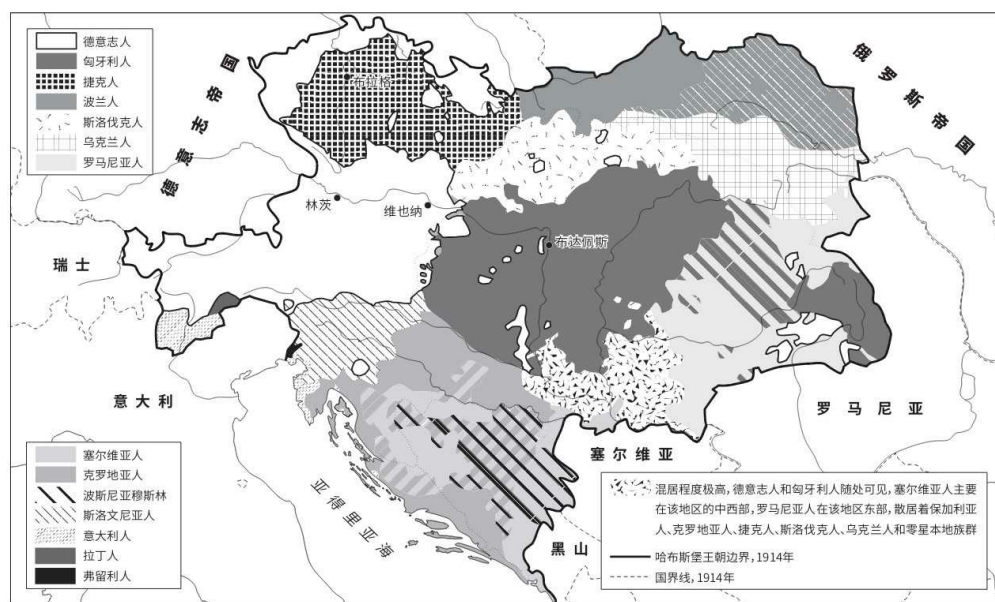 德意志人
匈牙利人
捷克人
波兰人
斯洛伐克人
乌克兰人
罗马尼亚人
德意志帝国
俄罗斯帝国
布拉格
林茨
维也纳
布达佩斯
瑞士
意大利
罗马尼亚
塞尔维亚
亚得里亚海
黑山
塞尔维亚人
克罗地亚人
波斯尼亚穆斯林
斯洛文尼亚人
意大利人
拉丁人
弗留利人
混居程度极高，德意志人和匈牙利人随处可见，塞尔维亚人主要
在该地区的中西部，罗马尼亚人在该地区东部，散居着保加利亚
人、克罗地亚人、捷克人、斯洛伐克人、乌克兰人和零星本地族群
哈布斯堡王朝边界，1914年
国界线，1914年